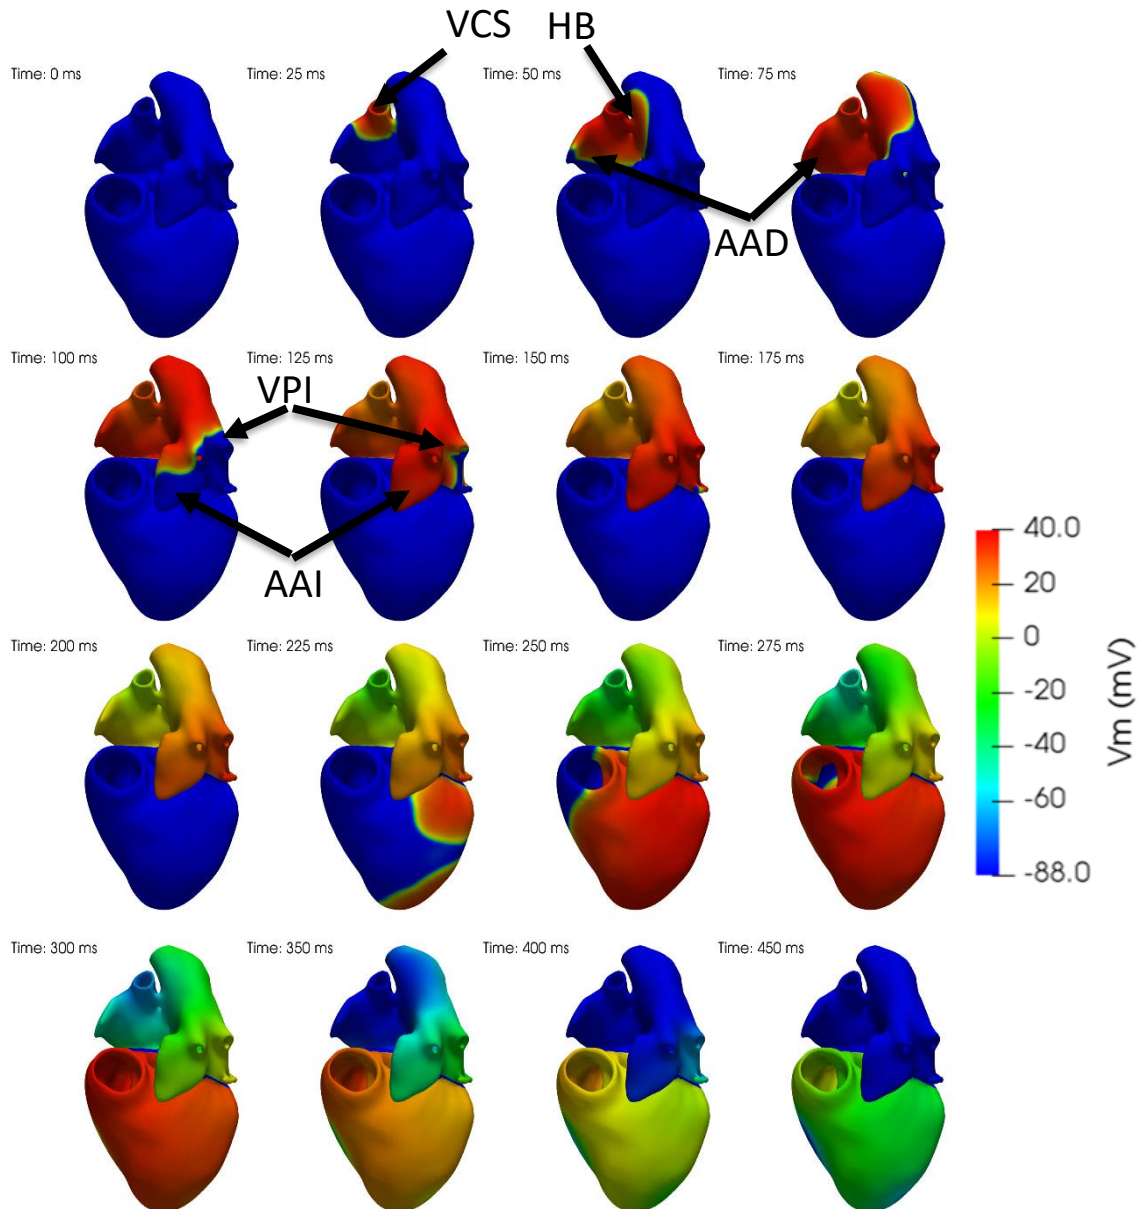 VCS HB
Time: 0 ms Time: 25 ms Time: 50 ms Time: 75 ms
AAD
Time: 100 ms Time: 125 ms Time: 150 ms Time: 175 ms
VPI
AAI
40.0
20
0
-20
-40
-60
-88.0
Vm (mV)
Time: 200 ms Time: 225 ms Time: 250 ms Time: 275 ms
Time: 300 ms Time: 350 ms Time: 400 ms Time: 450 ms